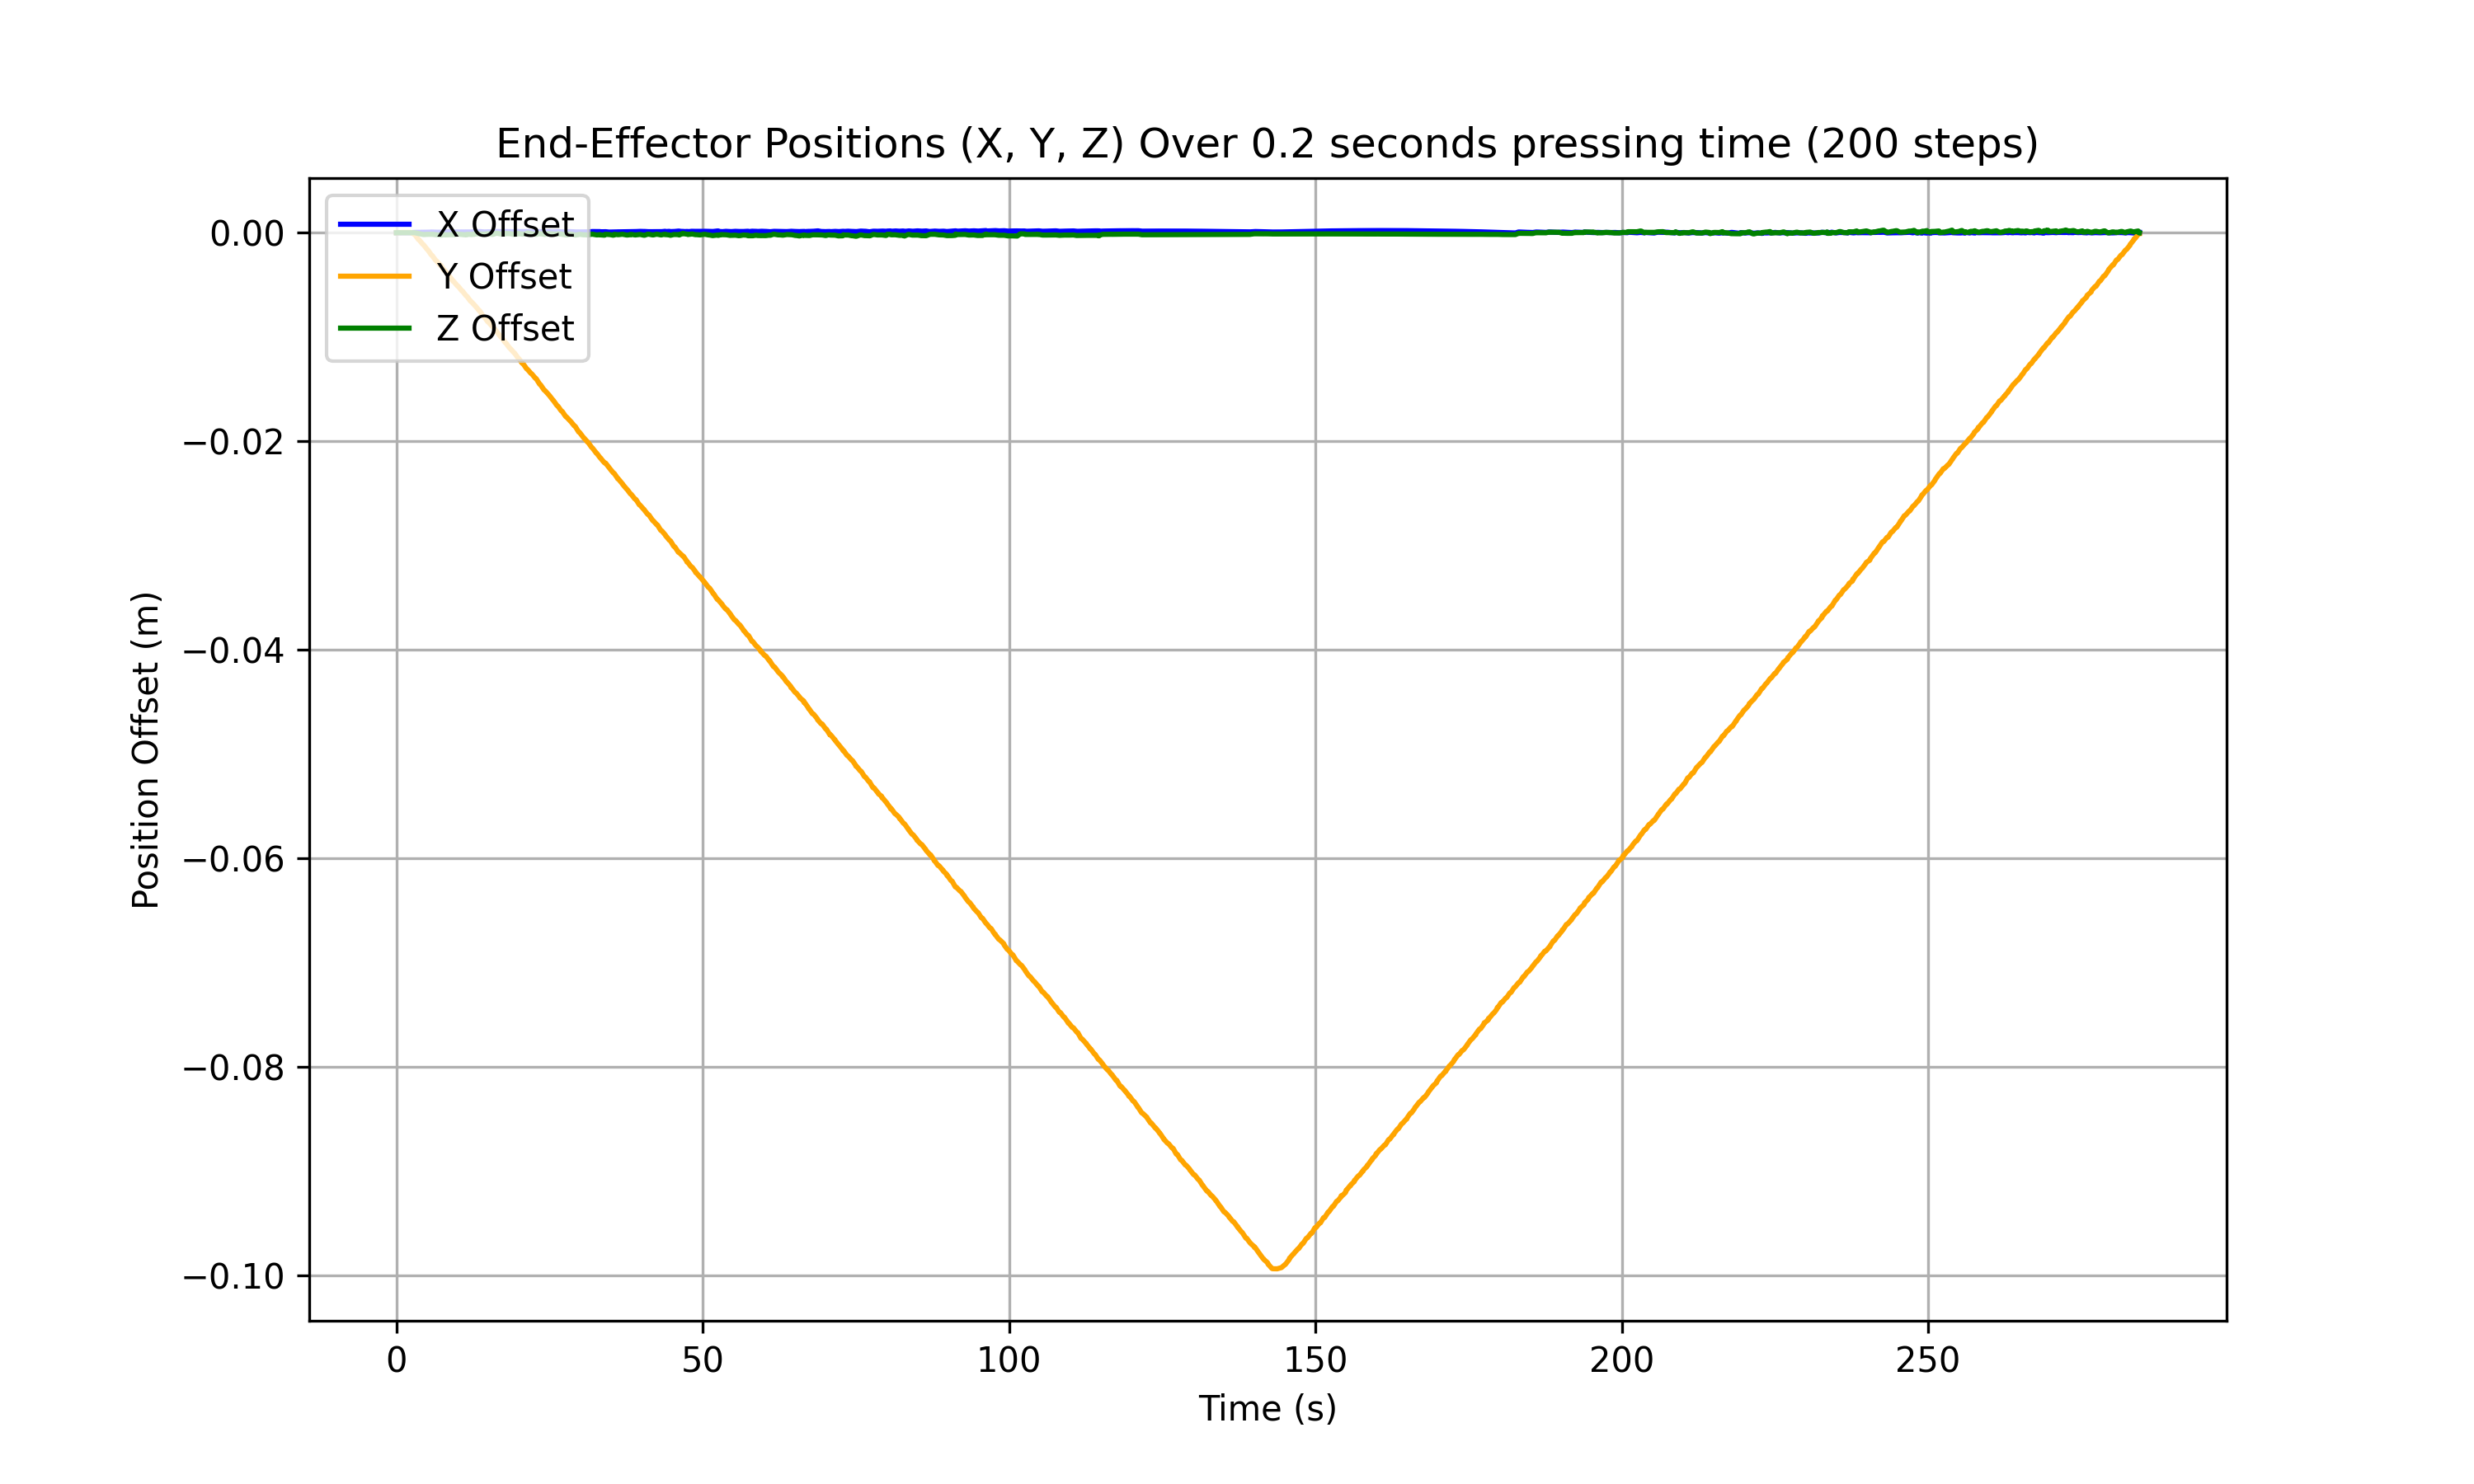 End-Effector Positions (X, Y, Z) Over 0.2 seconds pressing time (200 steps)
X Offset
Y Offset
Z Offset
0.00
−0.02
−0.04
−0.06
−0.08
−0.10
Position Offset (m)
0 50 100 150 200 250
Time (s)